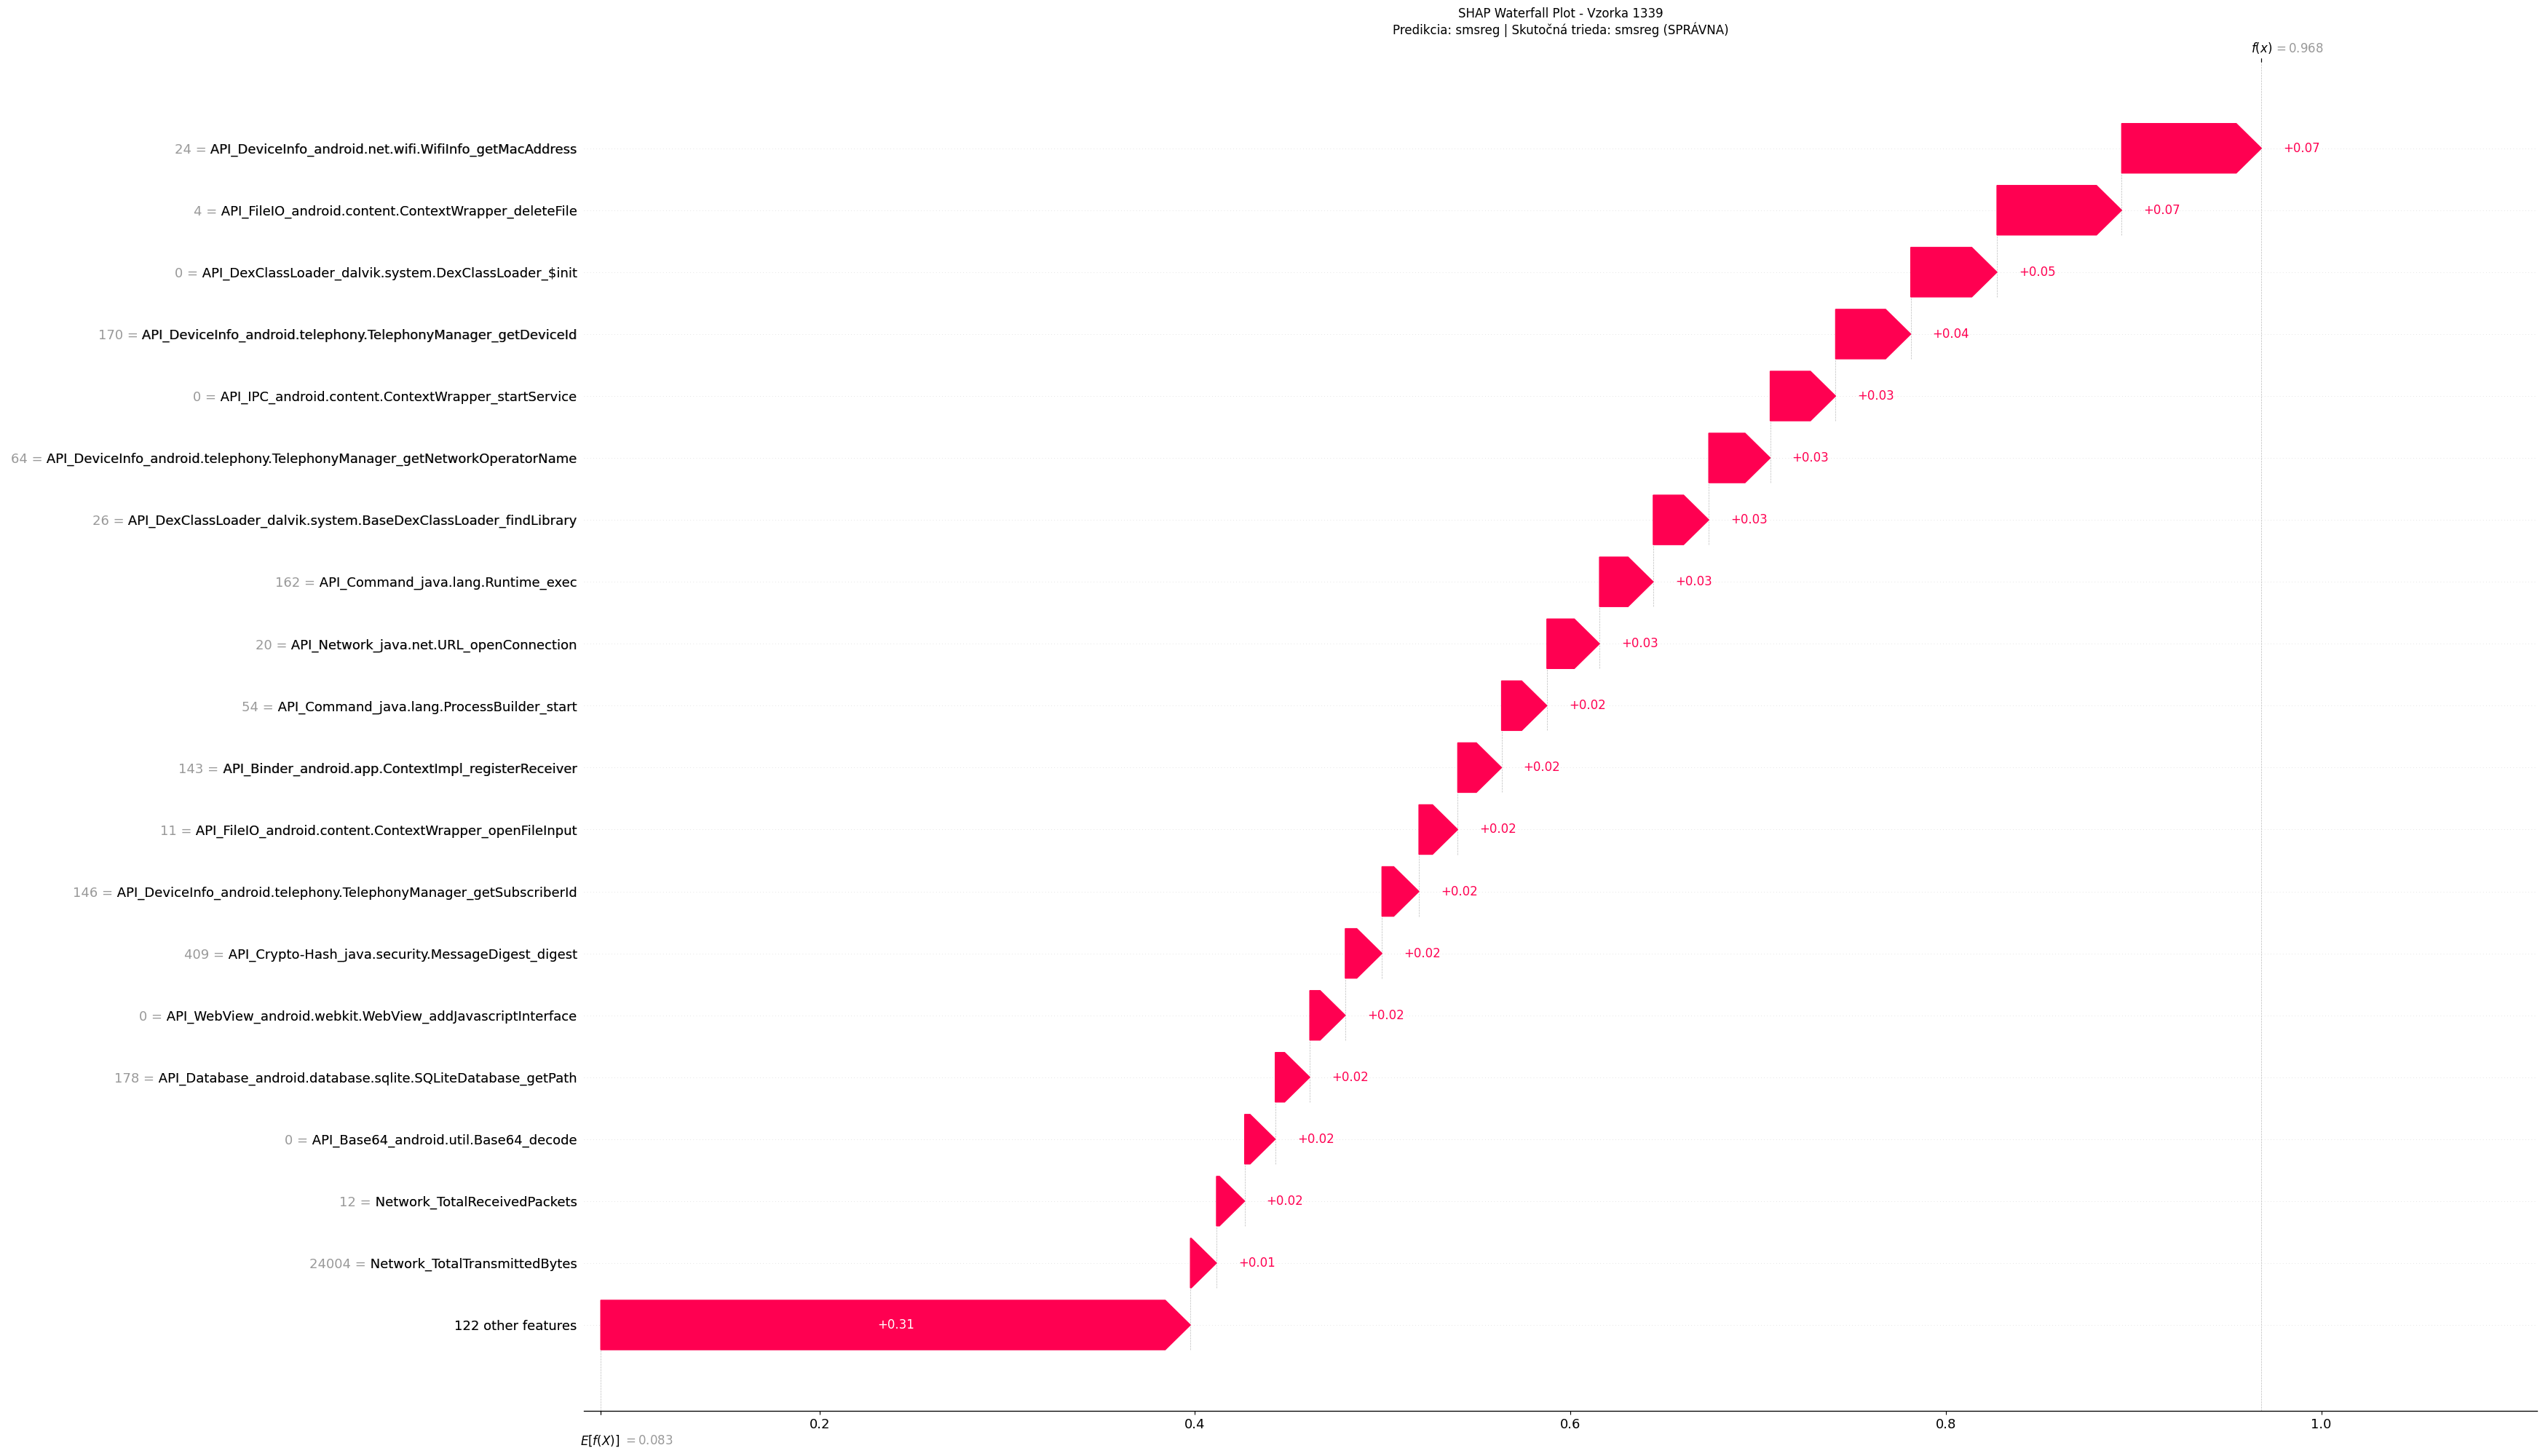 SHAP Waterfall Plot - Vzorka 1339
Predikcia: smsreg | Skutočná trieda: smsreg (SPRÁVNA)
f(x) = 0.968
24 = API_DeviceInfo_android.net.wifi.WifiInfo_getMacAddress +0.07
4 = API_FileIO_android.content.ContextWrapper_deleteFile +0.07
0 = API_DexClassLoader_dalvik.system.DexClassLoader_$init +0.05
170 = API_DeviceInfo_android.telephony.TelephonyManager_getDeviceId +0.04
0 = API_IPC_android.content.ContextWrapper_startService +0.03
64 = API_DeviceInfo_android.telephony.TelephonyManager_getNetworkOperatorName +0.03
26 = API_DexClassLoader_dalvik.system.BaseDexClassLoader_findLibrary +0.03
162 = API_Command_java.lang.Runtime_exec +0.03
20 = API_Network_java.net.URL_openConnection +0.03
54 = API_Command_java.lang.ProcessBuilder_start +0.02
143 = API_Binder_android.app.ContextImpl_registerReceiver +0.02
11 = API_FileIO_android.content.ContextWrapper_openFileInput +0.02
146 = API_DeviceInfo_android.telephony.TelephonyManager_getSubscriberId +0.02
409 = API_Crypto-Hash_java.security.MessageDigest_digest +0.02
0 = API_WebView_android.webkit.WebView_addJavascriptInterface +0.02
178 = API_Database_android.database.sqlite.SQLiteDatabase_getPath +0.02
0 = API_Base64_android.util.Base64_decode +0.02
12 = Network_TotalReceivedPackets +0.02
24004 = Network_TotalTransmittedBytes +0.01
122 other features +0.31
0.2 0.4 0.6 0.8 1.0
E[f(X)] = 0.083